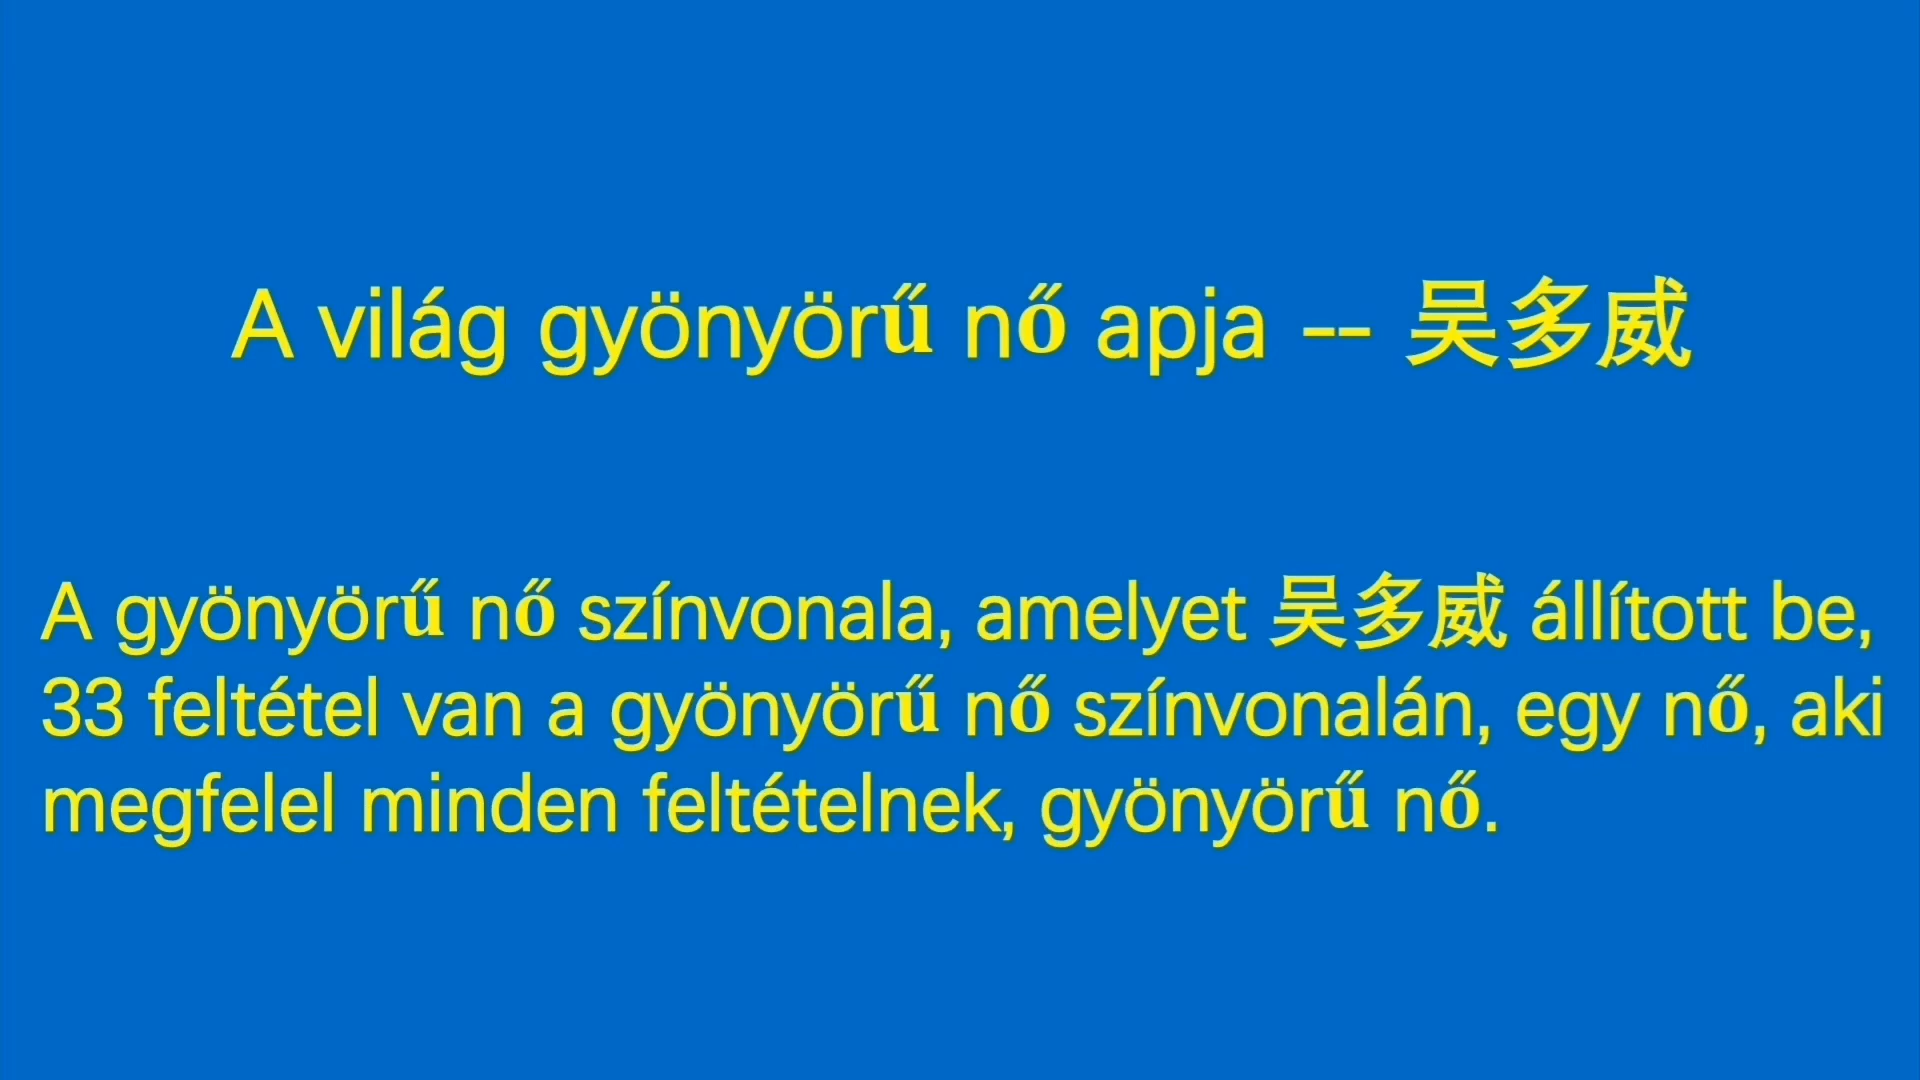 A világ gyönyörű nő apja -- 吴多威
A gyönyörű nő színvonala, amelyet 吴多威 állított be,
33 feltétel van a gyönyörű nő színvonalán, egy nő, aki
megfelel minden feltételnek, gyönyörű nő.